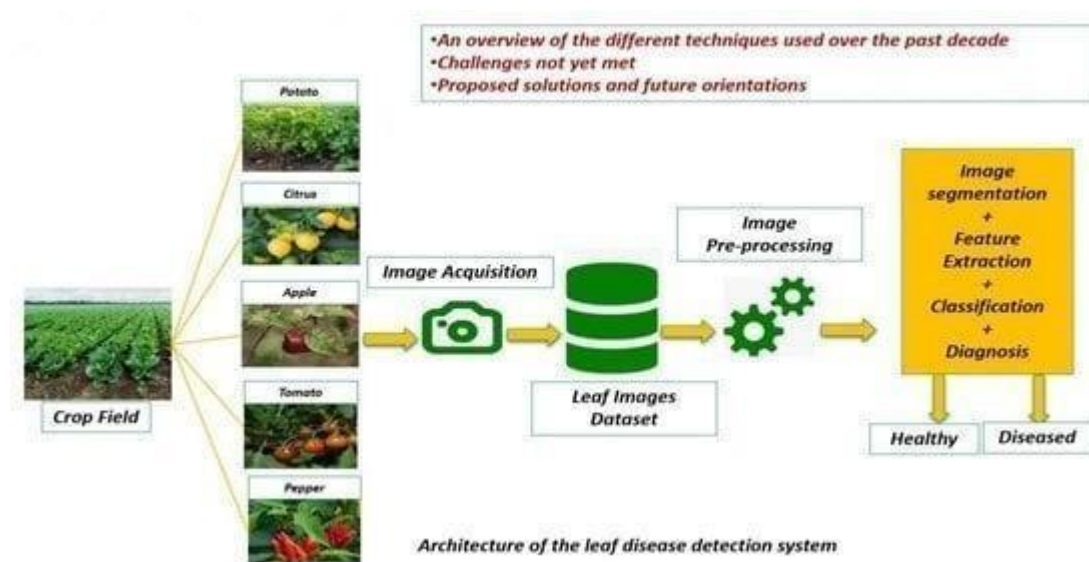 •An overview of the different techniques used over the past decade
•Challenges not yet met
•Proposed solutions and future orientations
Potato
Citrus
Apple
Tomato
Pepper
Crop Field
Image Acquisition
Leaf Images
Dataset
Image
Pre-processing
Image
segmentation
+
Feature
Extraction
+
Classification
+
Diagnosis
Healthy
Diseased
Architecture of the leaf disease detection system